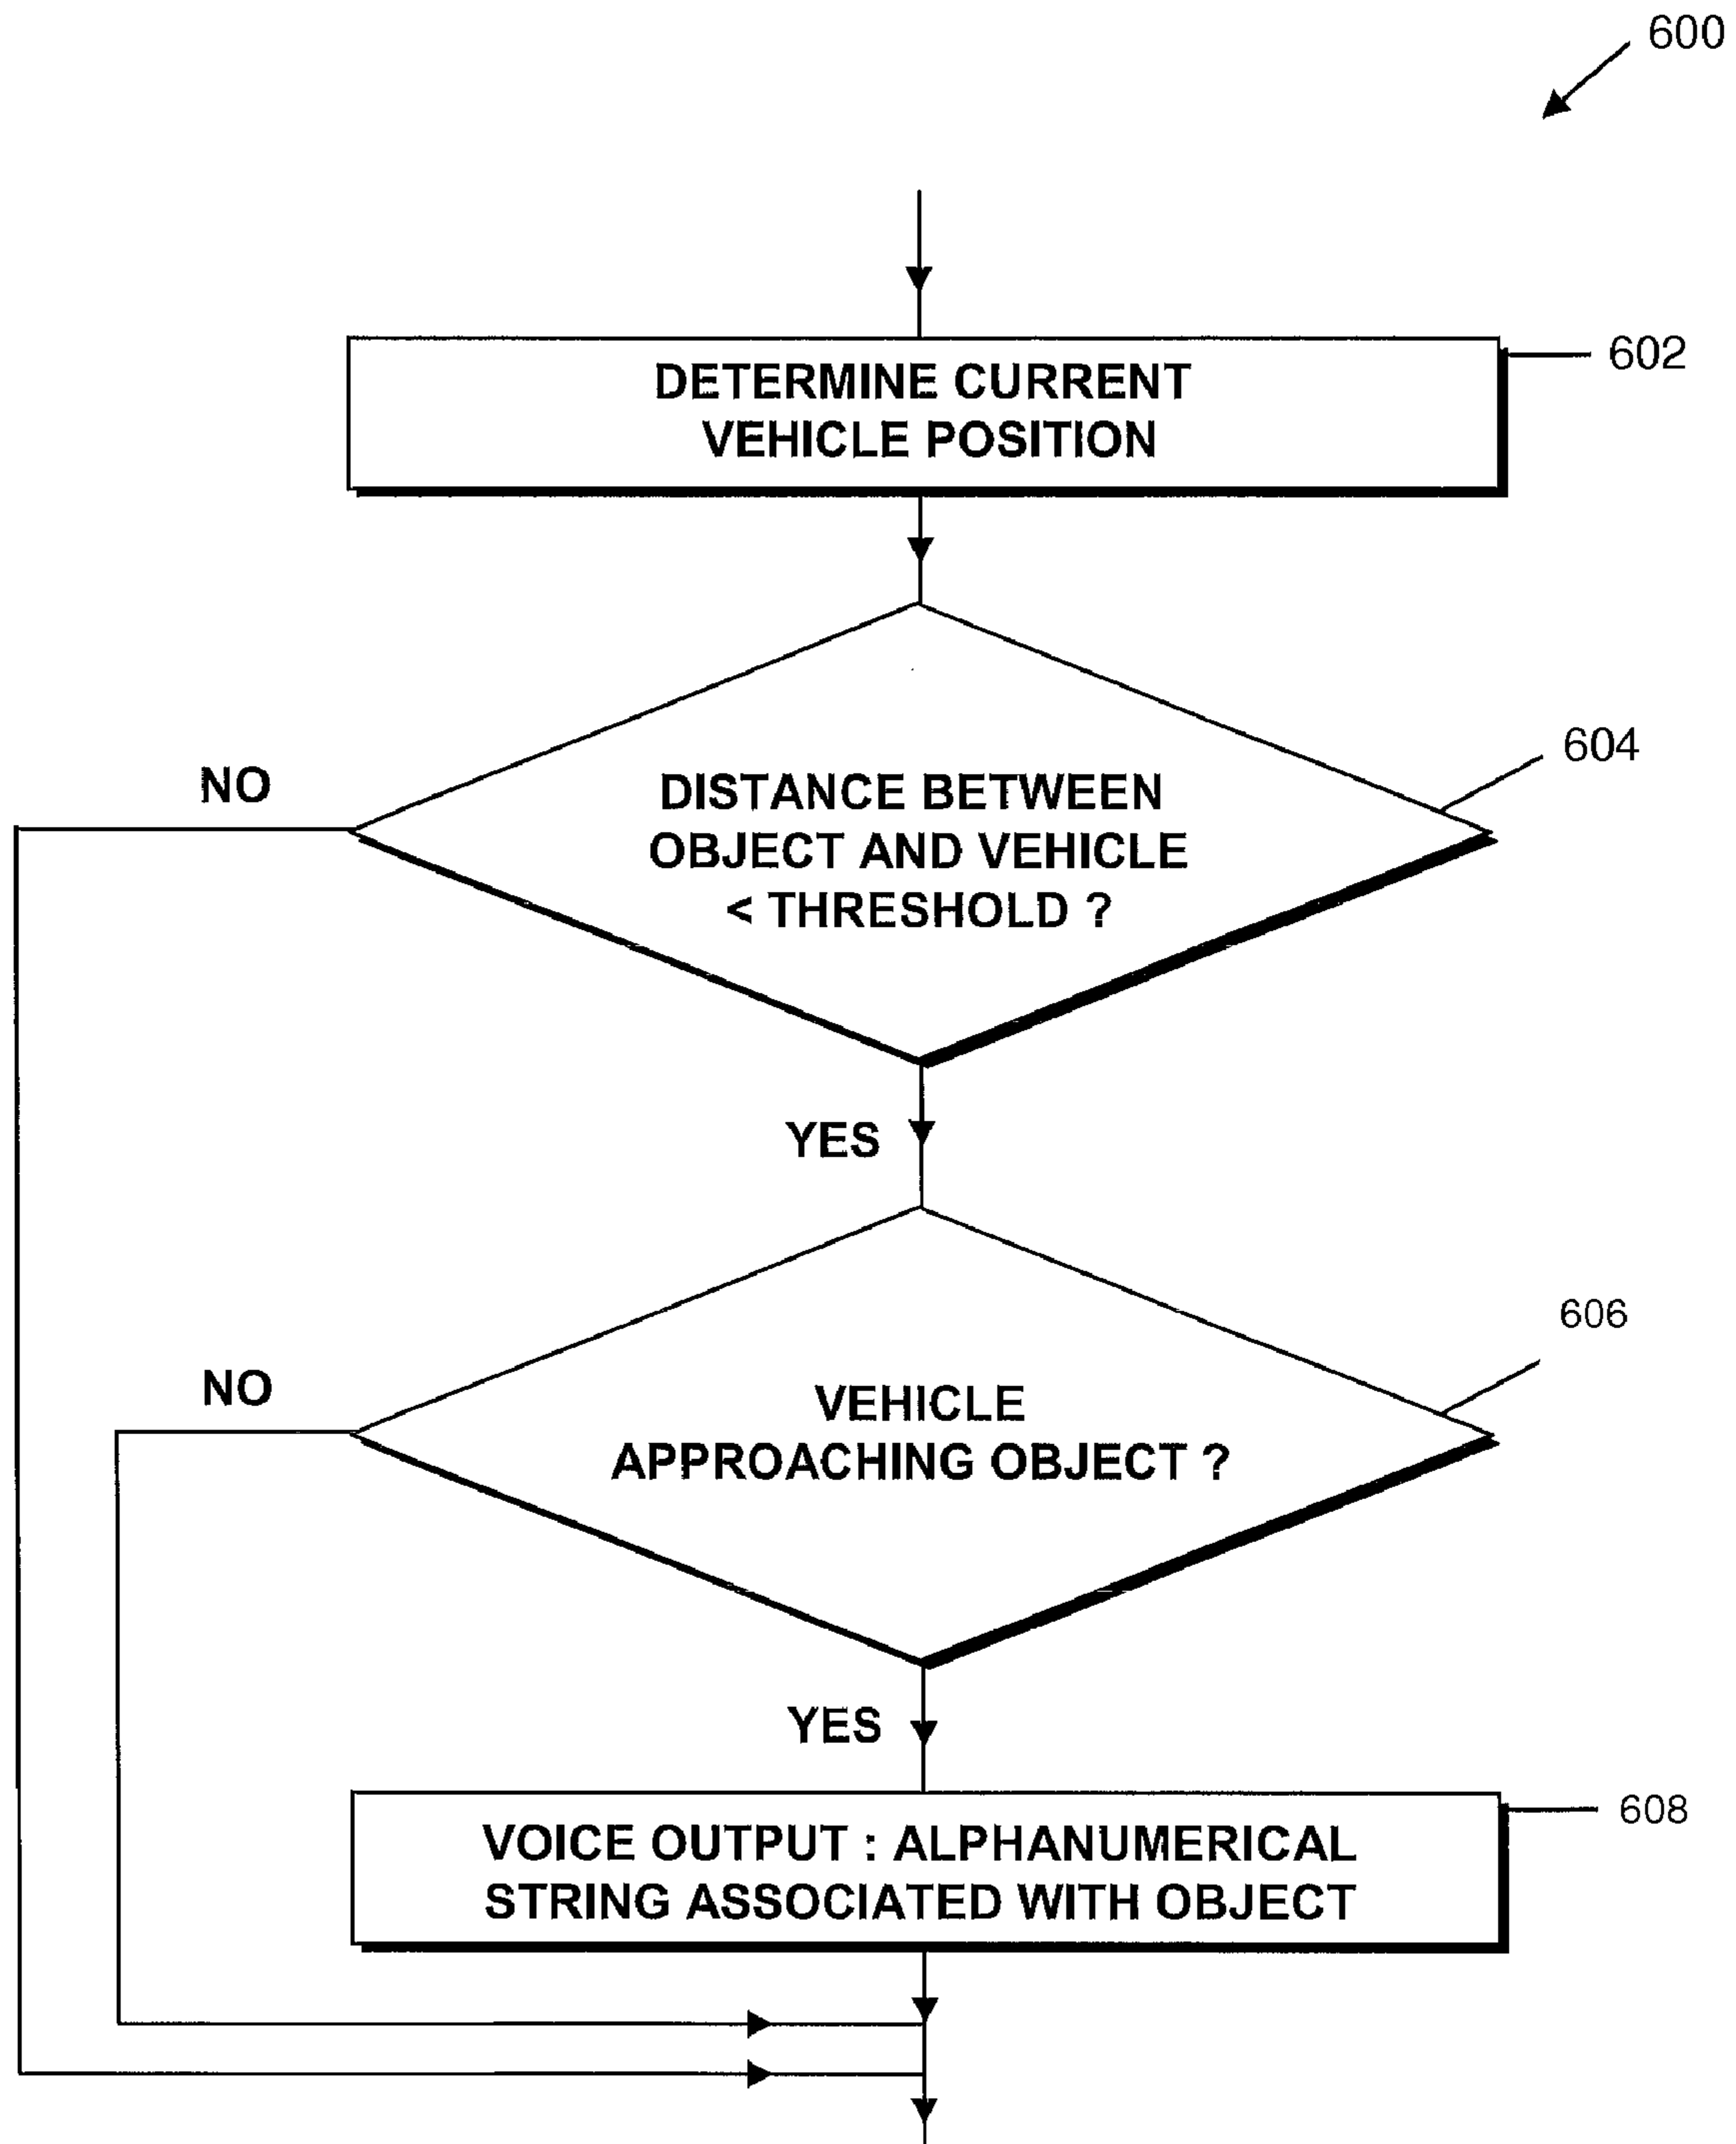 600
DETERMINE CURRENT
VEHICLE POSITION
602
604
NO
DISTANCE BETWEEN
OBJECT AND VEHICLE
< THRESHOLD ?
YES
606
NO
VEHICLE
APPROACHING OBJECT ?
YES
VOICE OUTPUT : ALPHANUMERICAL
STRING ASSOCIATED WITH OBJECT
608